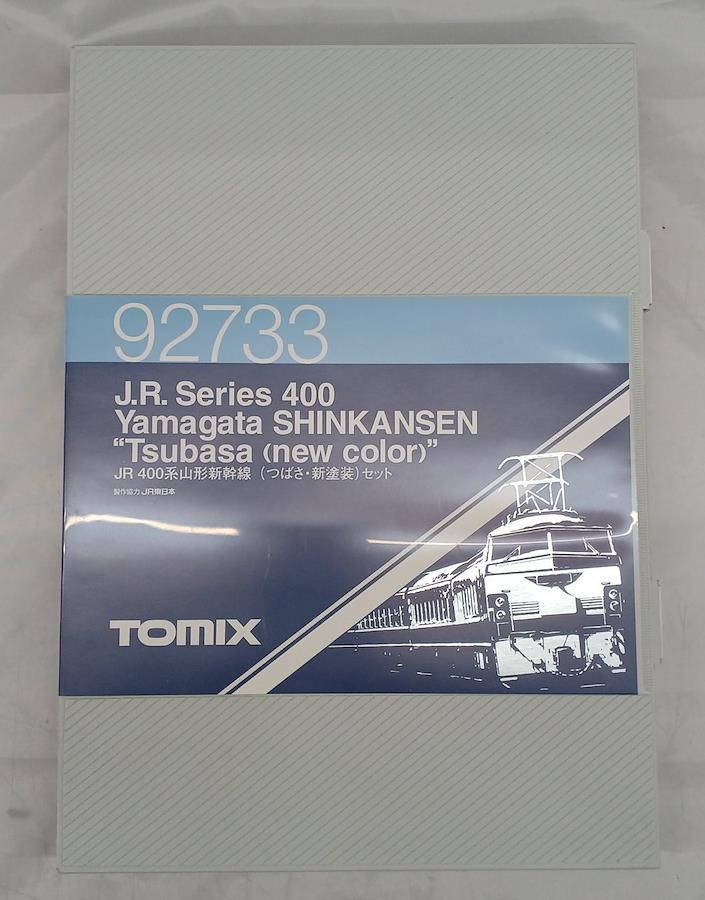 92733
J.R. Series 400
Yamagata SHINKANSEN
“Tsubasa (new color)”
JR 400系山形新幹線（つばさ・新塗装）セット
製作協力 JR東日本
TOMIX